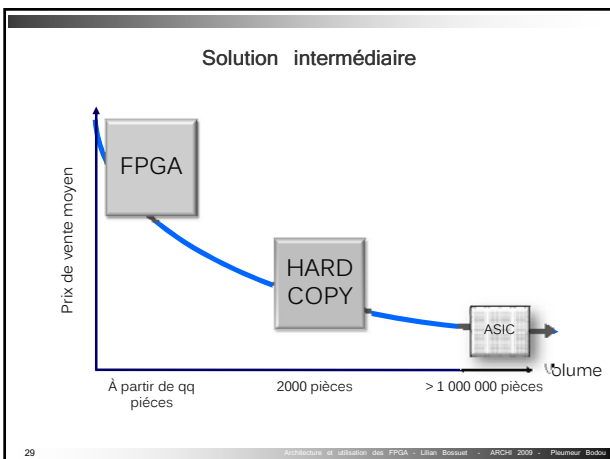 Solution intermédiaire
Prix de vente moyen
FPGA
HARD
COPY
ASIC
Volume
À partir de qq
piéces
2000 pièces
> 1 000 000 pièces
29
Architecture et utilisation des FPGA - Lilian Bossuet - ARCHI 2009 - Pleumeur Bodou